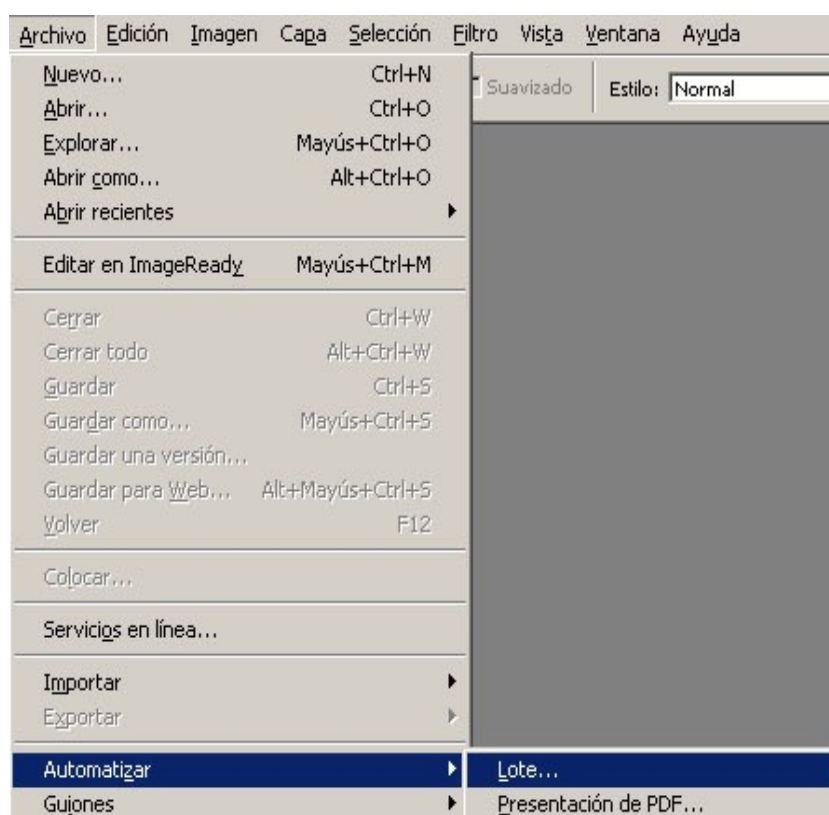 Archivo Edición Imagen Capa Selección Filtro Vista Ventana Ayuda
Suavizado Estilo: Normal
Nuevo... Ctrl+N
Abrir... Ctrl+O
Explorar... Mayús+Ctrl+O
Abrir como... Alt+Ctrl+O
Abrir recientes
Editar en ImageReady Mayús+Ctrl+M
Cerrar Ctrl+W
Cerrar todo Alt+Ctrl+W
Guardar Ctrl+S
Guardar como... Mayús+Ctrl+S
Guardar una versión...
Guardar para Web... Alt+Mayús+Ctrl+S
Volver F12
Colocar...
Servicios en línea...
Importar
Exportar
Automatizar Lote...
Guiones Presentación de PDF...